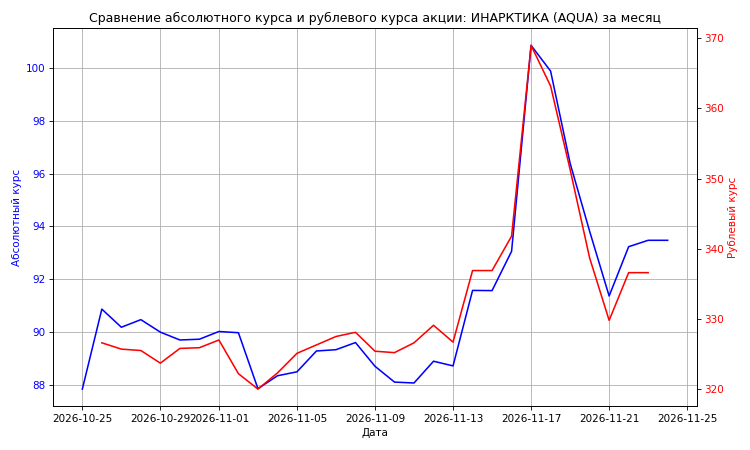 Сравнение абсолютного курса и рублевого курса акции: ИНАРКТИКА (AQUA) за месяц
Абсолютный курс
100
98
96
94
92
90
88
370
360
350
340
330
320
Рублевый курс
2026-10-25 2026-10-29 2026-11-01 2026-11-05 2026-11-09 2026-11-13 2026-11-17 2026-11-21 2026-11-25
Дата